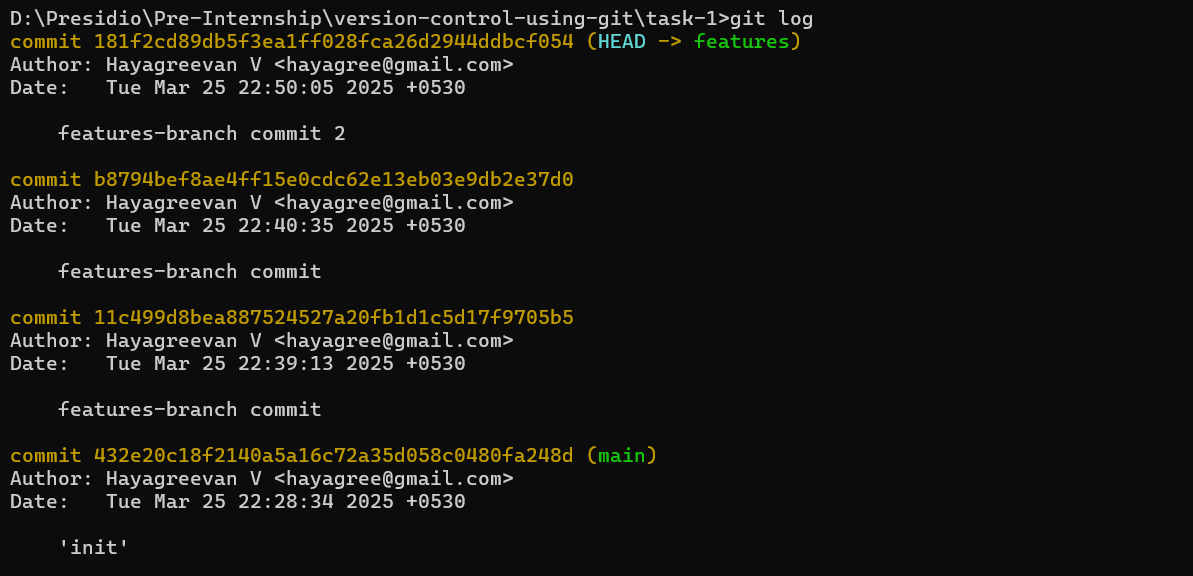 D:\Presidio\Pre-Internship\version-control-using-git\task-1>git log
commit 181f2cd89db5f3ea1ff028fca26d2944ddbcf054 (HEAD -> features)
Author: Hayagreevan V <hayagree@gmail.com>
Date:   Tue Mar 25 22:50:05 2025 +0530
features-branch commit 2
commit b8794bef8ae4ff15e0cdc62e13eb03e9db2e37d0
Author: Hayagreevan V <hayagree@gmail.com>
Date:   Tue Mar 25 22:40:35 2025 +0530
features-branch commit
commit 11c499d8bea887524527a20fb1d1c5d17f9705b5
Author: Hayagreevan V <hayagree@gmail.com>
Date:   Tue Mar 25 22:39:13 2025 +0530
features-branch commit
commit 432e20c18f2140a5a16c72a35d058c0480fa248d (main)
Author: Hayagreevan V <hayagree@gmail.com>
Date:   Tue Mar 25 22:28:34 2025 +0530
'init'